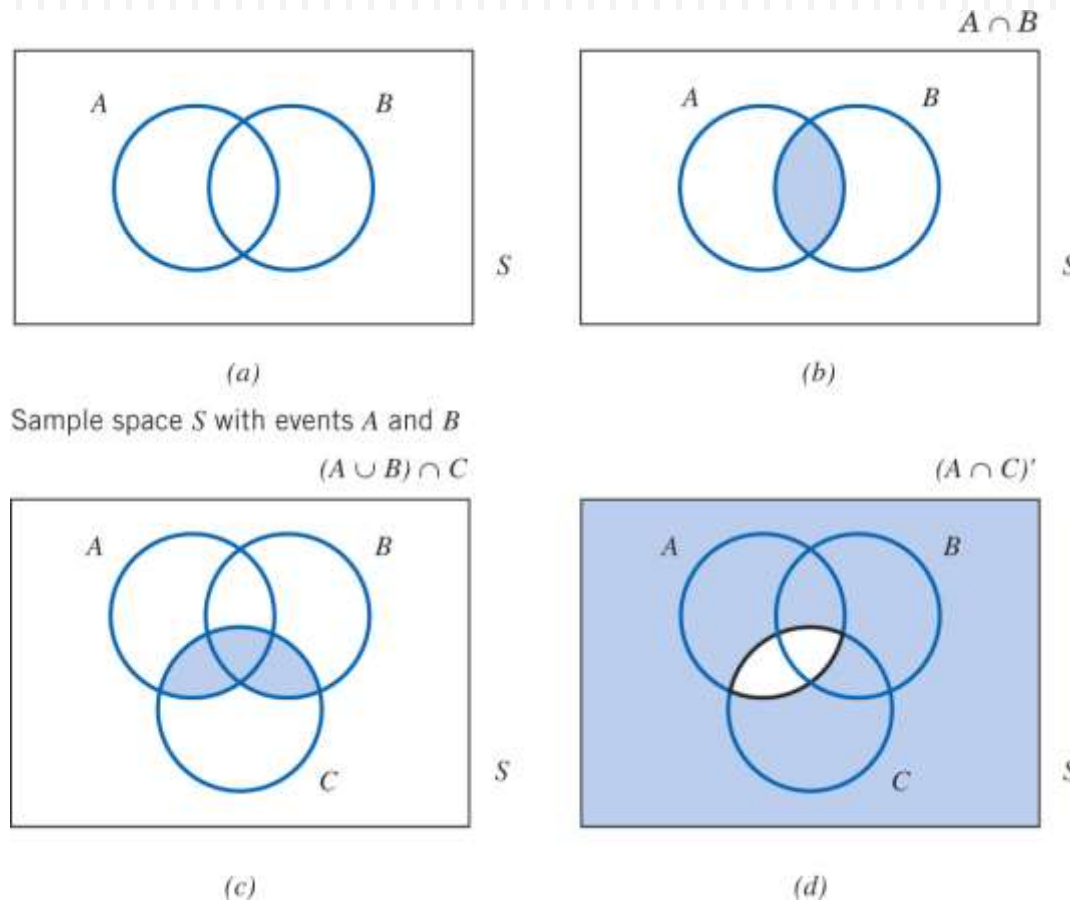 A ∩ B
A B A B
S S
(a) (b)
Sample space S with events A and B
(A ∪ B) ∩ C (A ∩ C)'
A B A B
C S C S
(c) (d)